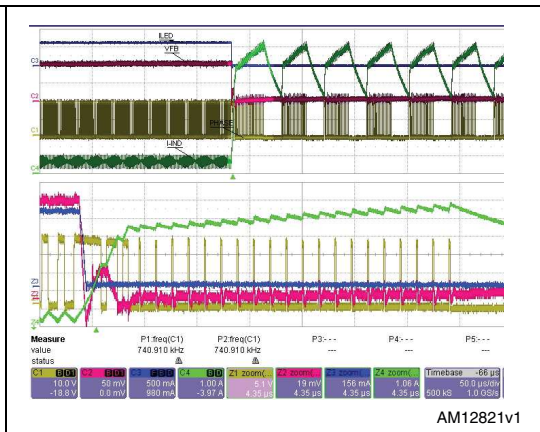 ILED
VFB
C3
C2
PHASE
C1
I-IND
C4
Measure P1:freq(C1) P2:freq(C1) P3:- - - P4:- - - P5:- - -
value 740.910 kHz 740.910 kHz --- --- ---
status
C1 C2 C3 C4 Z1 zoom(... Z2 zoom(... Z3 zoom(... Z4 zoom(... Timebase -66 µs
10.0 V 50 mV 500 mA 1.00 A 5.1 V 19 mV 156 mA 1.06 A 50.0 µs/div
-18.8 V 0.0 mV 980 mA -3.97 A 4.35 µs 4.35 µs 4.35 µs 4.35 µs 500 kS 1.0 GS/s
AM12821v1